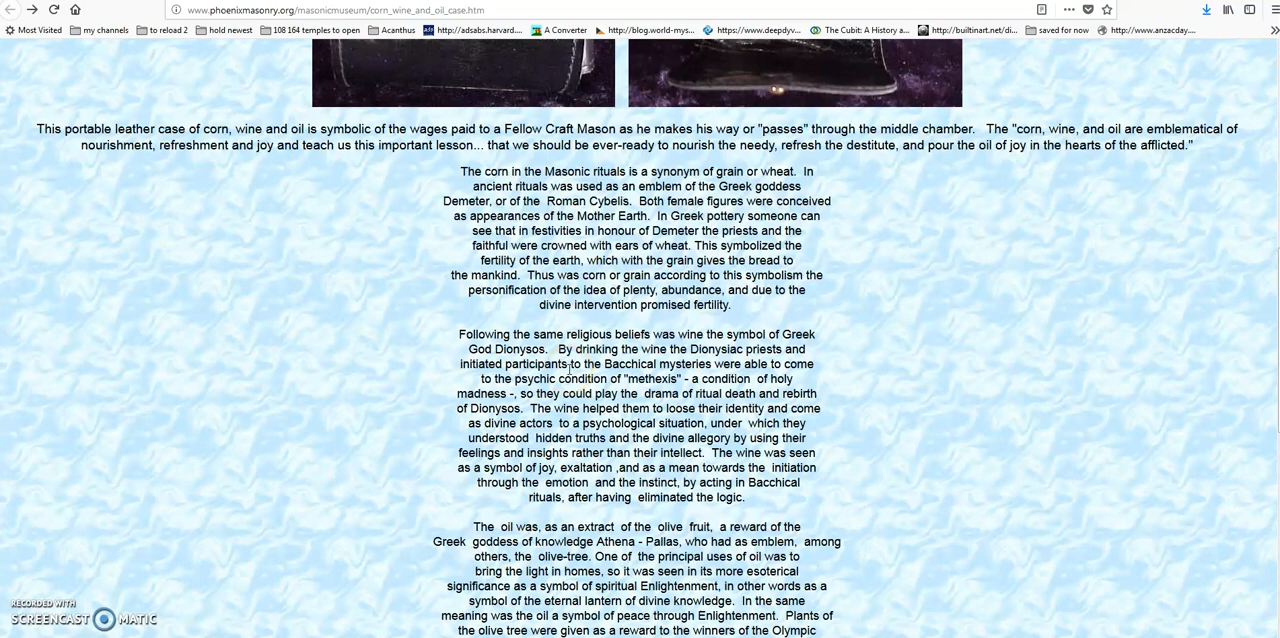 www.phoenixmasonry.org/masonicmuseum/corn_wine_and_oil_case.htm
Most Visited my channels to reload 2 hold newest 108 164 temples to open Acanthus http://adsabs.harvard.... A Converter http://blog.world-mys... https://www.deepdyv... The Cubit: A History a... http://builtinart.net/di... saved for now http://www.anzacday....
This portable leather case of corn, wine and oil is symbolic of the wages paid to a Fellow Craft Mason as he makes his way or "passes" through the middle chamber. The "corn, wine, and oil are emblematical of
nourishment, refreshment and joy and teach us this important lesson... that we should be ever-ready to nourish the needy, refresh the destitute, and pour the oil of joy in the hearts of the afflicted."
The corn in the Masonic rituals is a synonym of grain or wheat. In
ancient rituals was used as an emblem of the Greek goddess
Demeter, or of the Roman Cybelis. Both female figures were conceived
as appearances of the Mother Earth. In Greek pottery someone can
see that in festivities in honour of Demeter the priests and the
faithful were crowned with ears of wheat. This symbolized the
fertility of the earth, which with the grain gives the bread to
the mankind. Thus was corn or grain according to this symbolism the
personification of the idea of plenty, abundance, and due to the
divine intervention promised fertility.
Following the same religious beliefs was wine the symbol of Greek
God Dionysos. By drinking the wine the Dionysiac priests and
initiated participants to the Bacchical mysteries were able to come
to the psychic condition of "methexis" - a condition of holy
madness -, so they could play the drama of ritual death and rebirth
of Dionysos. The wine helped them to loose their identity and come
as divine actors to a psychological situation, under which they
understood hidden truths and the divine allegory by using their
feelings and insights rather than their intellect. The wine was seen
as a symbol of joy, exaltation ,and as a mean towards the initiation
through the emotion and the instinct, by acting in Bacchical
rituals, after having eliminated the logic.
The oil was, as an extract of the olive fruit, a reward of the
Greek goddess of knowledge Athena - Pallas, who had as emblem, among
others, the olive-tree. One of the principal uses of oil was to
bring the light in homes, so it was seen in its more esoterical
significance as a symbol of spiritual Enlightenment, in other words as a
symbol of the eternal lantern of divine knowledge. In the same
meaning was the oil a symbol of peace through Enlightenment. Plants of
the olive tree were given as a reward to the winners of the Olympic
RECORDED WITH
SCREENCAST MATIC